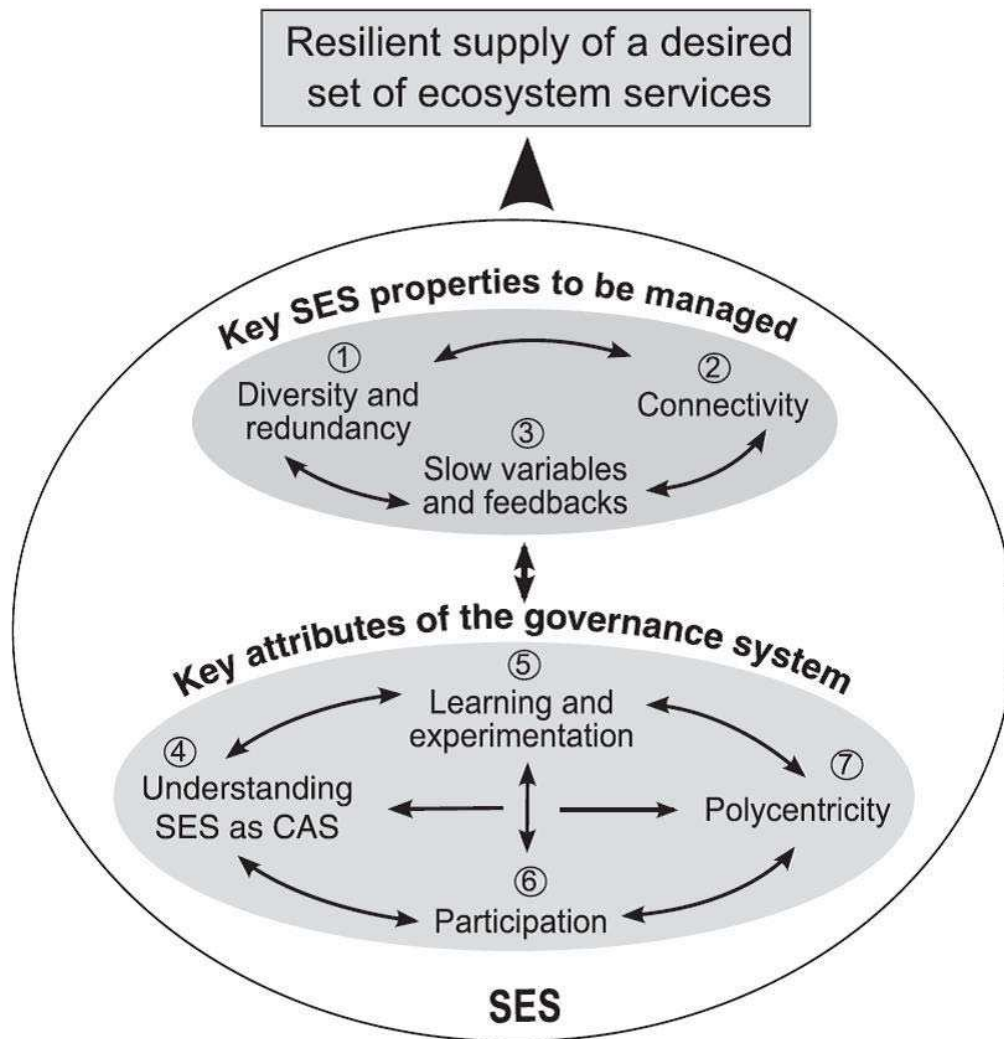 Resilient supply of a desired
set of ecosystem services
Key SES properties to be managed
①
Diversity and
redundancy
②
Connectivity
③
Slow variables
and feedbacks
Key attributes of the governance system
④
Understanding
SES as CAS
⑤
Learning and
experimentation
⑥
Participation
⑦
Polycentricity
SES